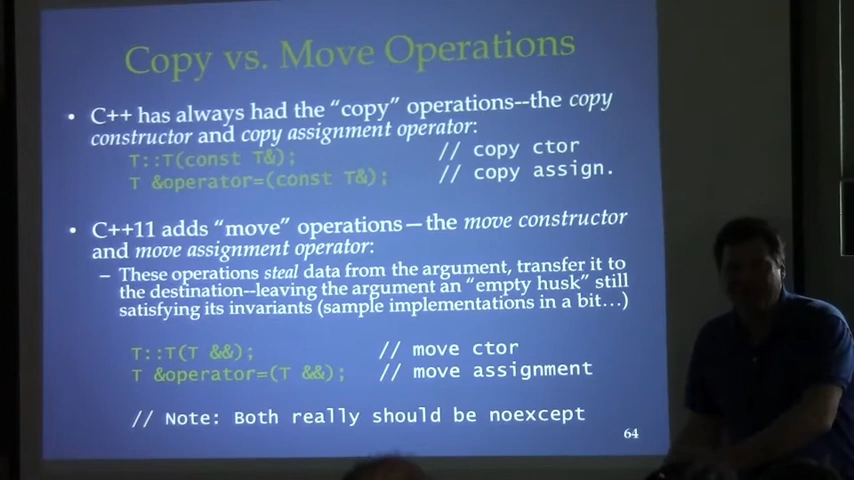 Copy vs. Move Operations
• C++ has always had the “copy” operations--the copy
constructor and copy assignment operator:
T::T(const T&); // copy ctor
T &operator=(const T&); // copy assign.
• C++11 adds “move” operations—the move constructor
and move assignment operator:
– These operations steal data from the argument, transfer it to
the destination--leaving the argument an “empty husk” still
satisfying its invariants (sample implementations in a bit…)
T::T(T &&); // move ctor
T &operator=(T &&); // move assignment
// Note: Both really should be noexcept
64